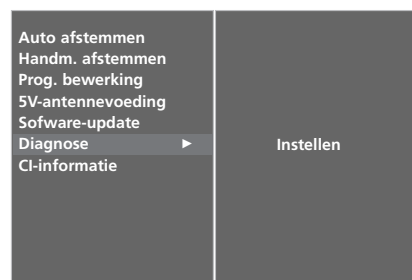 Auto afstemmen
Handm. afstemmen
Prog. bewerking
5V-antennevoeding
Sofware-update
Diagnose ►
CI-informatie
Instellen